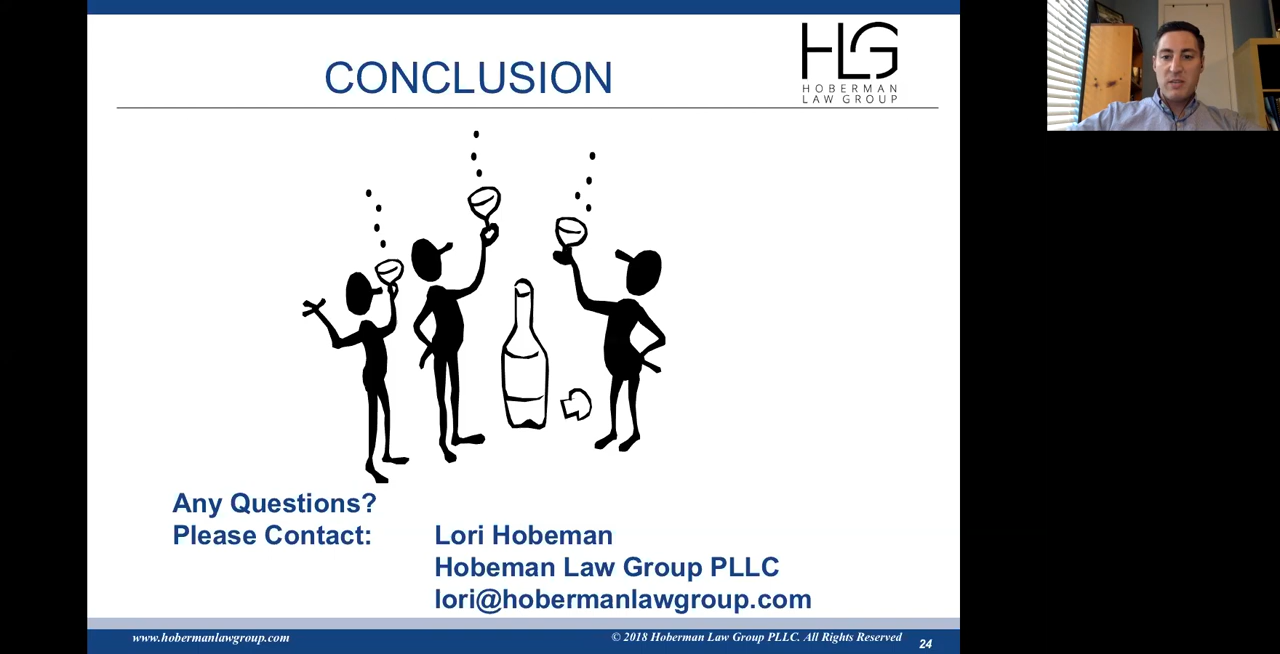 CONCLUSION
HLG
HOBERMAN
LAW GROUP
Any Questions?
Please Contact: Lori Hobeman
Hobeman Law Group PLLC
lori@hobermanlawgroup.com
www.hobermanlawgroup.com © 2018 Hoberman Law Group PLLC. All Rights Reserved 24